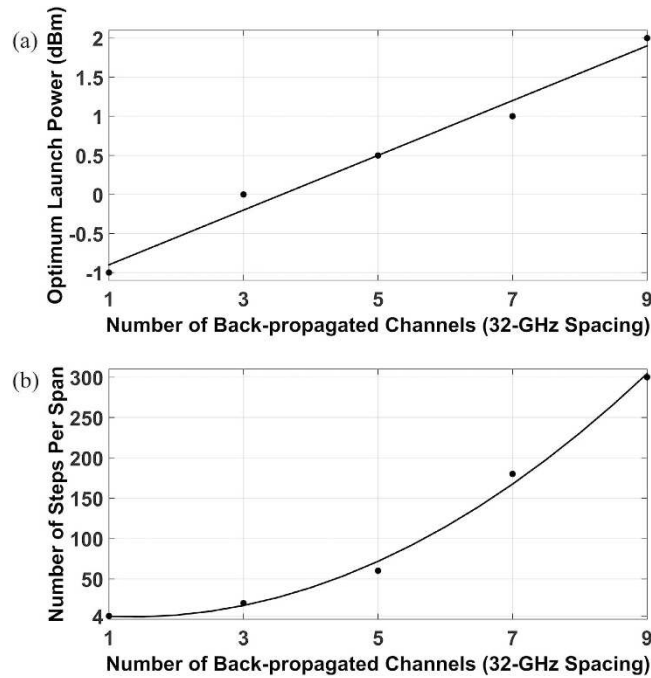 (a)
Optimum Launch Power (dBm)
2
1.5
1
0.5
0
-0.5
-1
1 3 5 7 9
Number of Back-propagated Channels (32-GHz Spacing)
(b)
Number of Steps Per Span
300
200
150
100
50
4
1 3 5 7 9
Number of Back-propagated Channels (32-GHz Spacing)